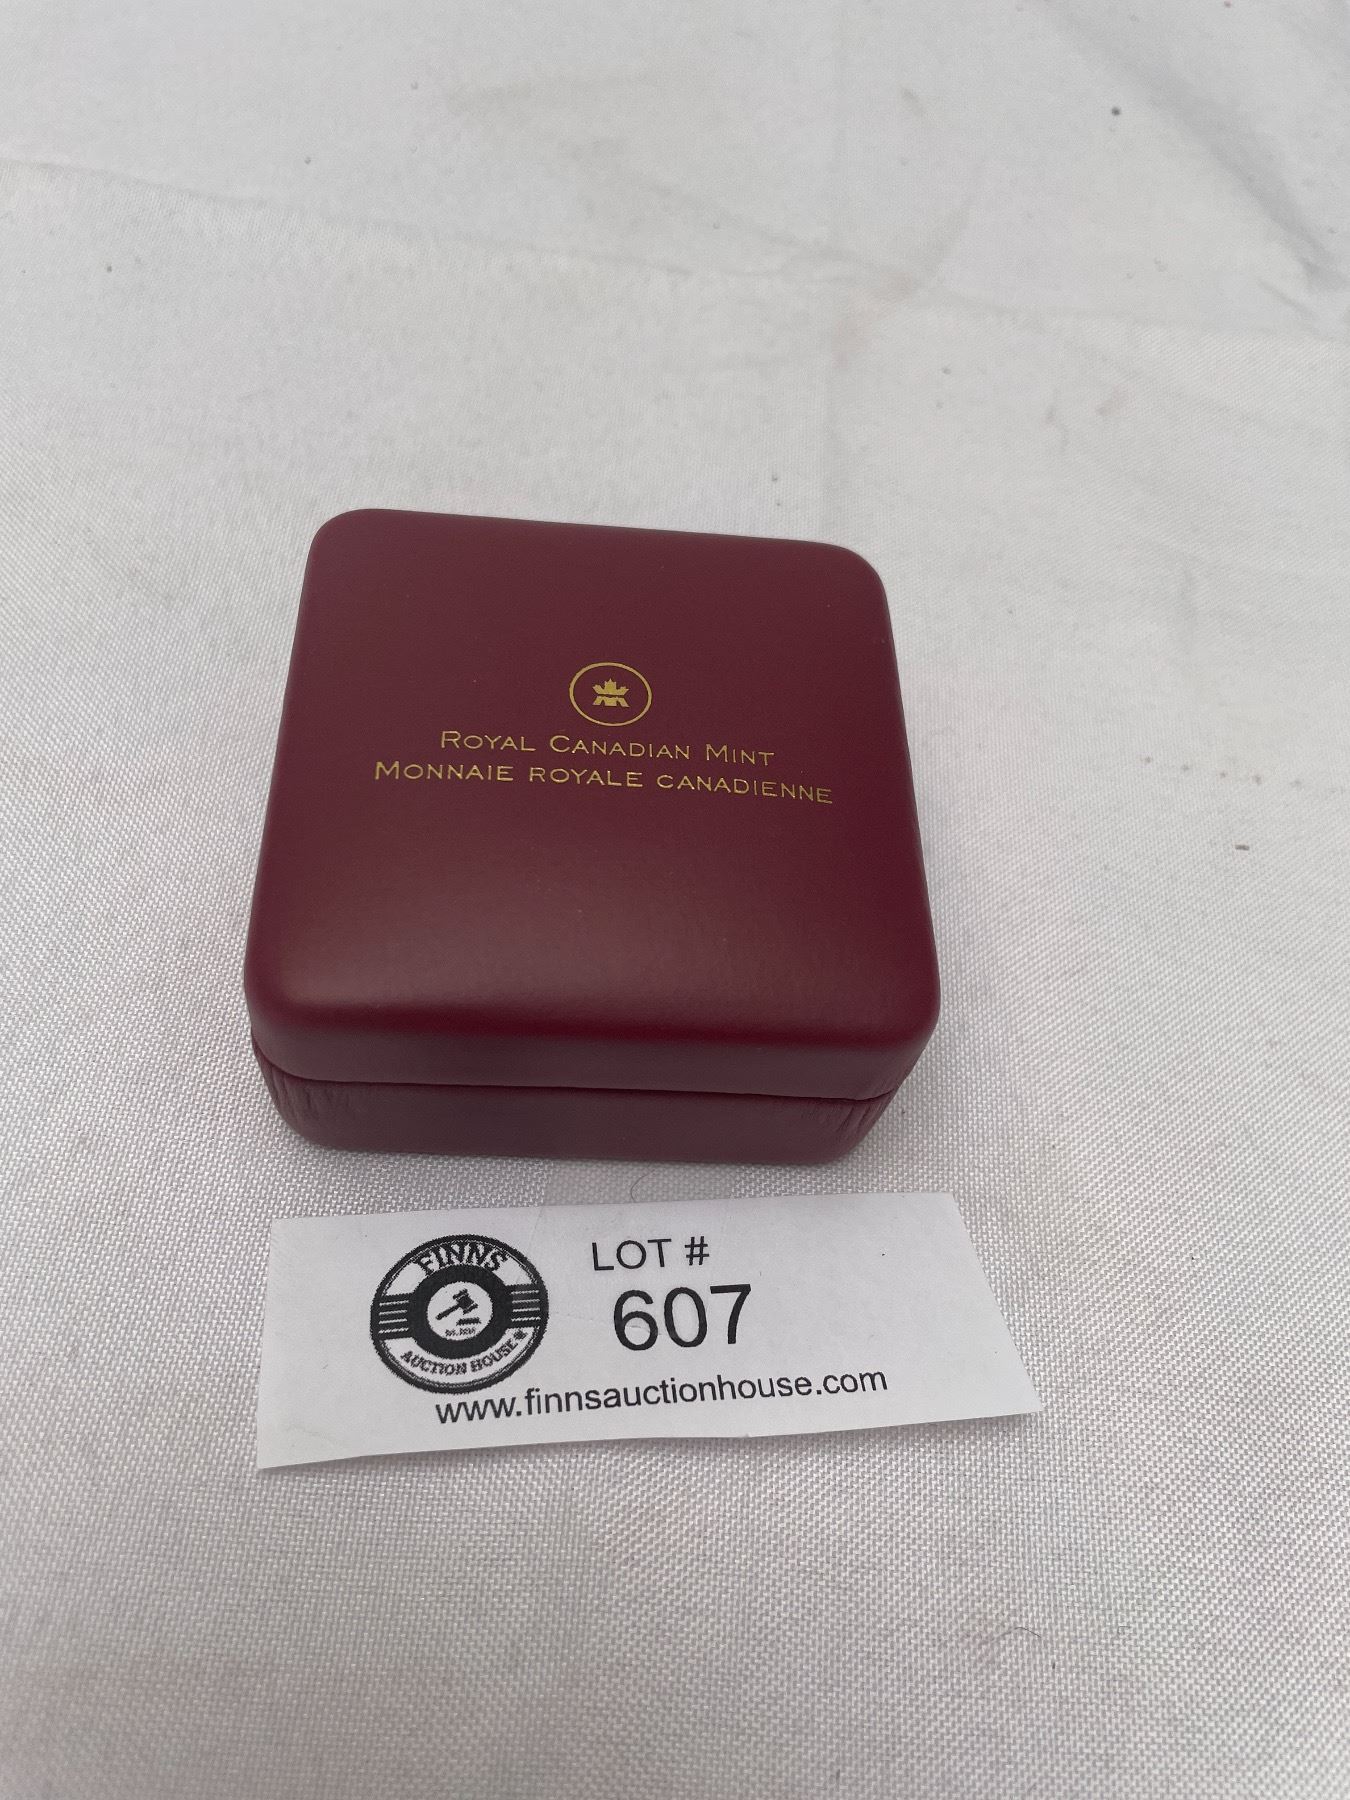 ROYAL CANADIAN MINT
MONNAIE ROYALE CANADIENNE
FINNS
AUCTION HOUSE
LOT #
607
www.finnsauctionhouse.com